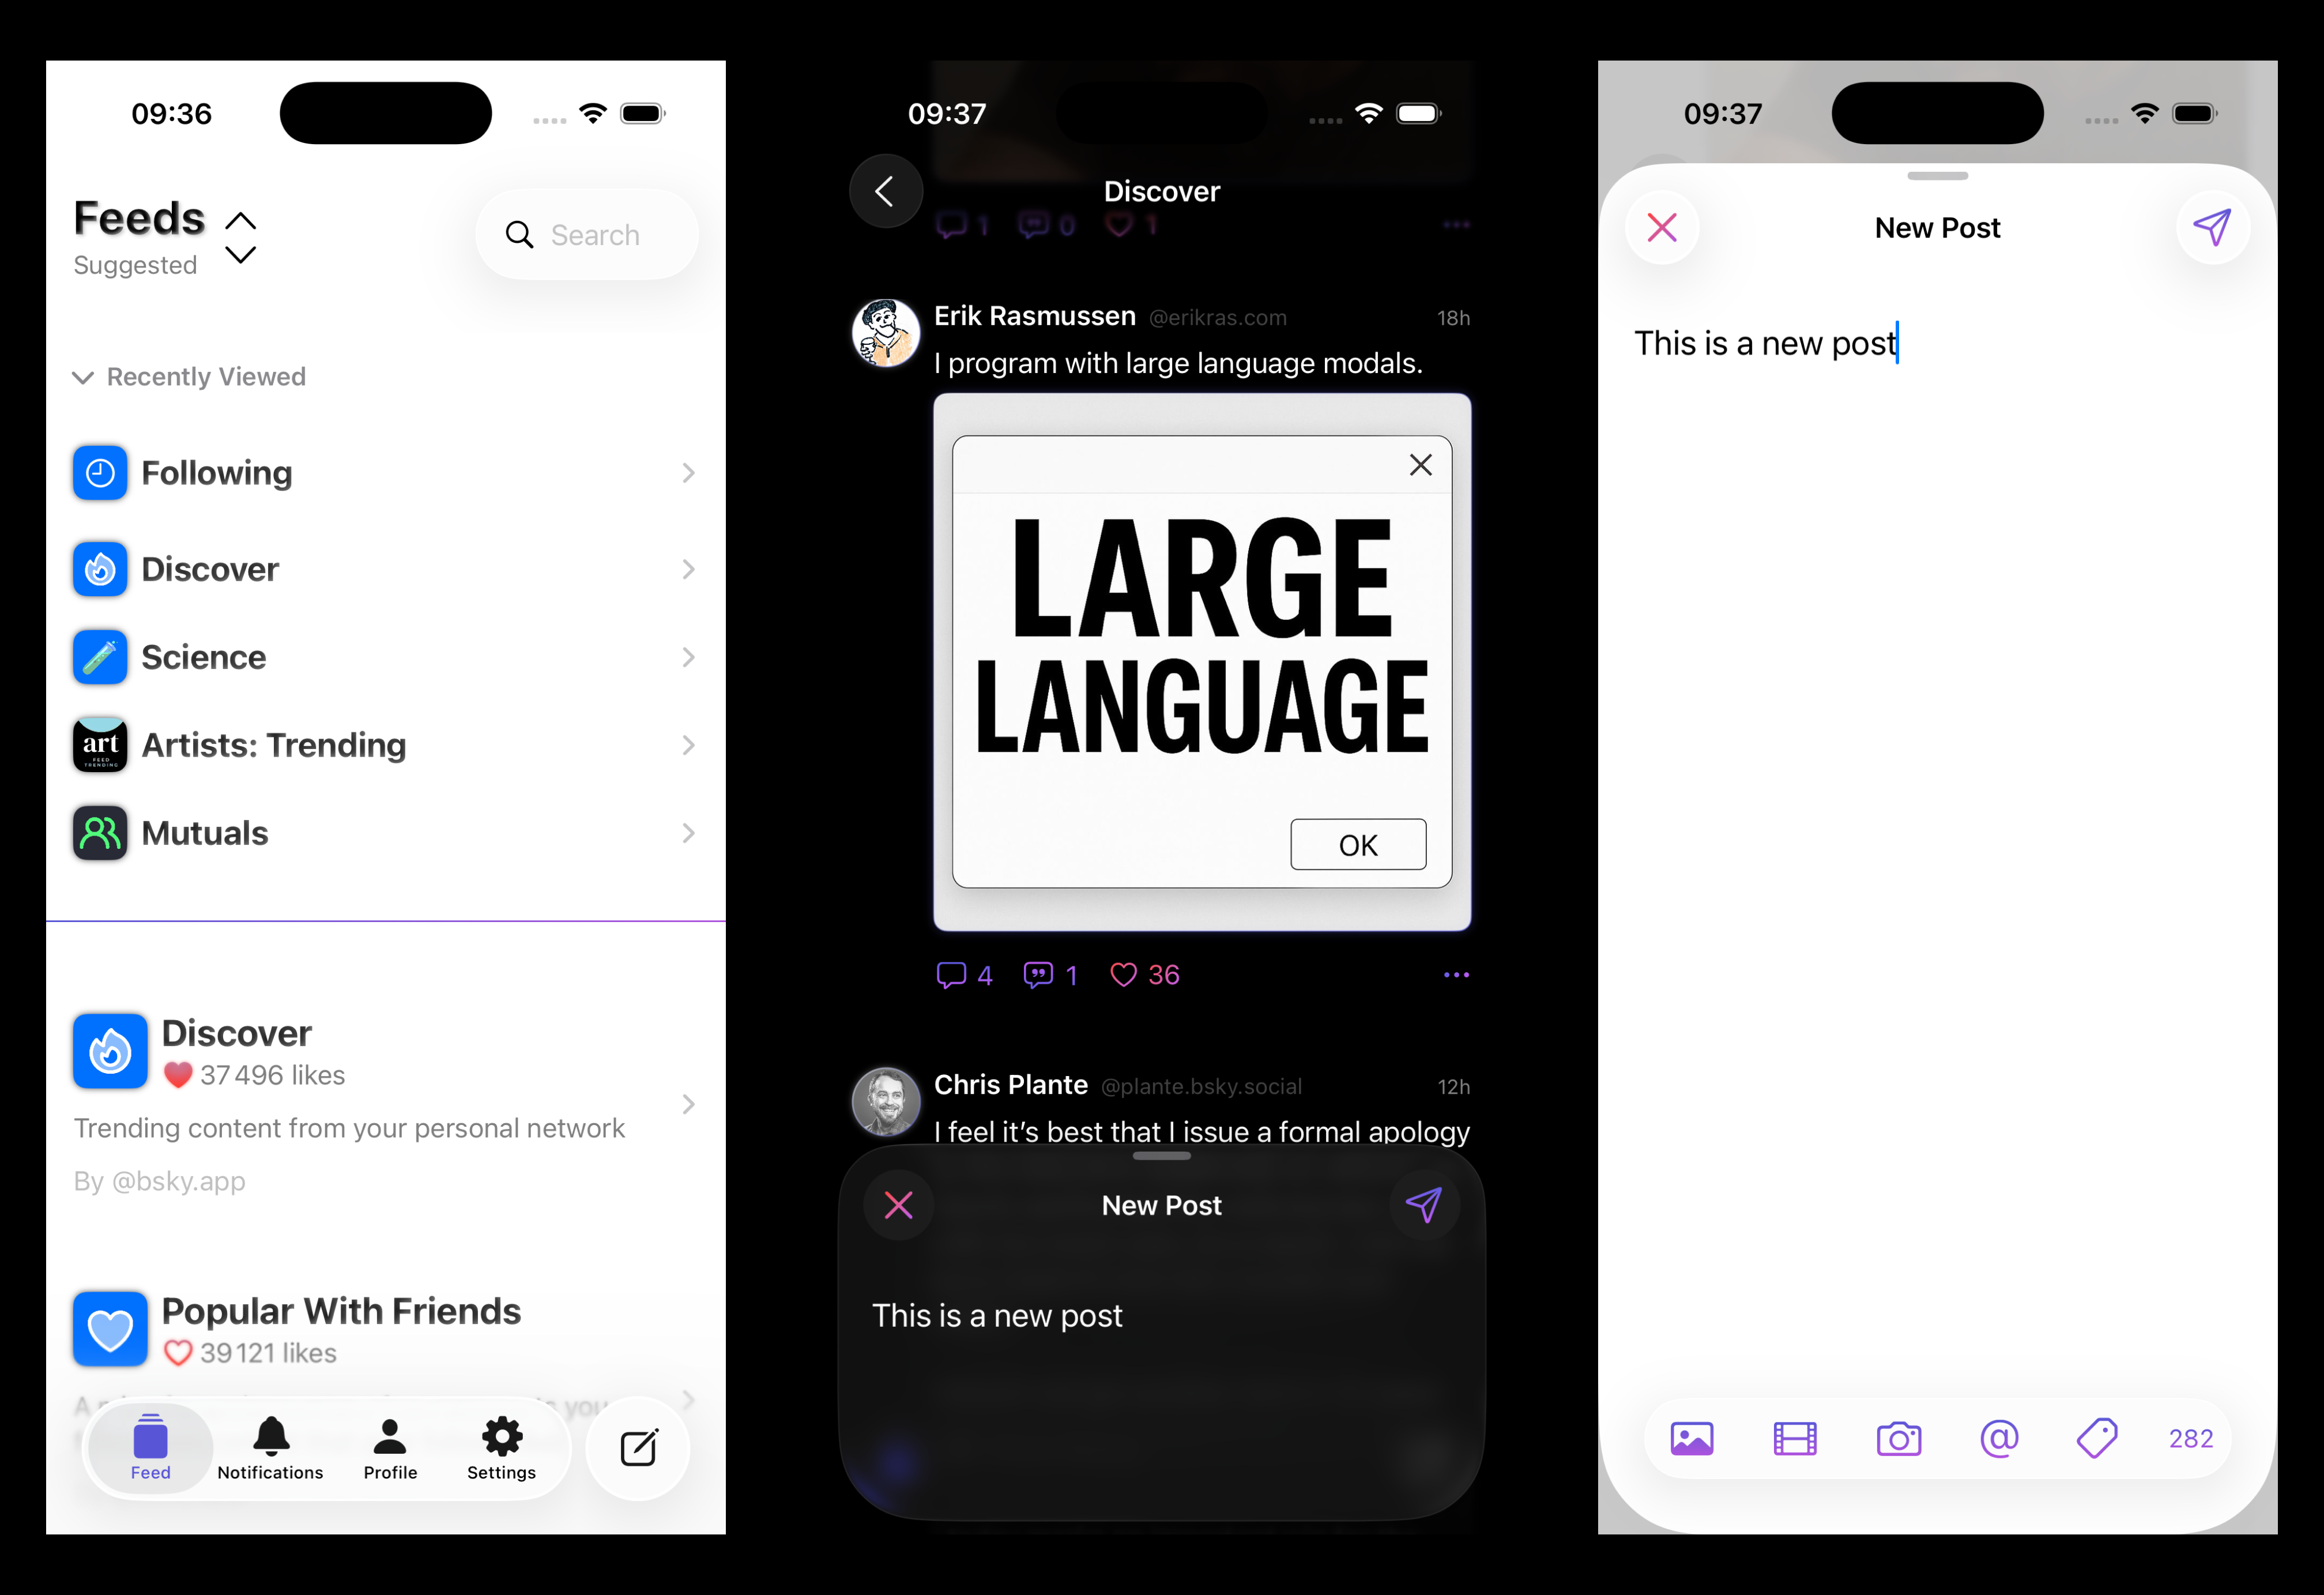 09:36
Feeds
Suggested
Search
Recently Viewed
Following
Discover
Science
art
FEED
TRENDING
Artists: Trending
Mutuals
Discover
37 496 likes
Trending content from your personal network
By @bsky.app
Popular With Friends
39 121 likes
Feed
Notifications
Profile
Settings
09:37
Discover
1 0 1
Erik Rasmussen @erikras.com 18h
I program with large language modals.
LARGE
LANGUAGE
OK
4 1 36
Chris Plante @plante.bsky.social 12h
I feel it’s best that I issue a formal apology
New Post
This is a new post
09:37
New Post
This is a new post
282